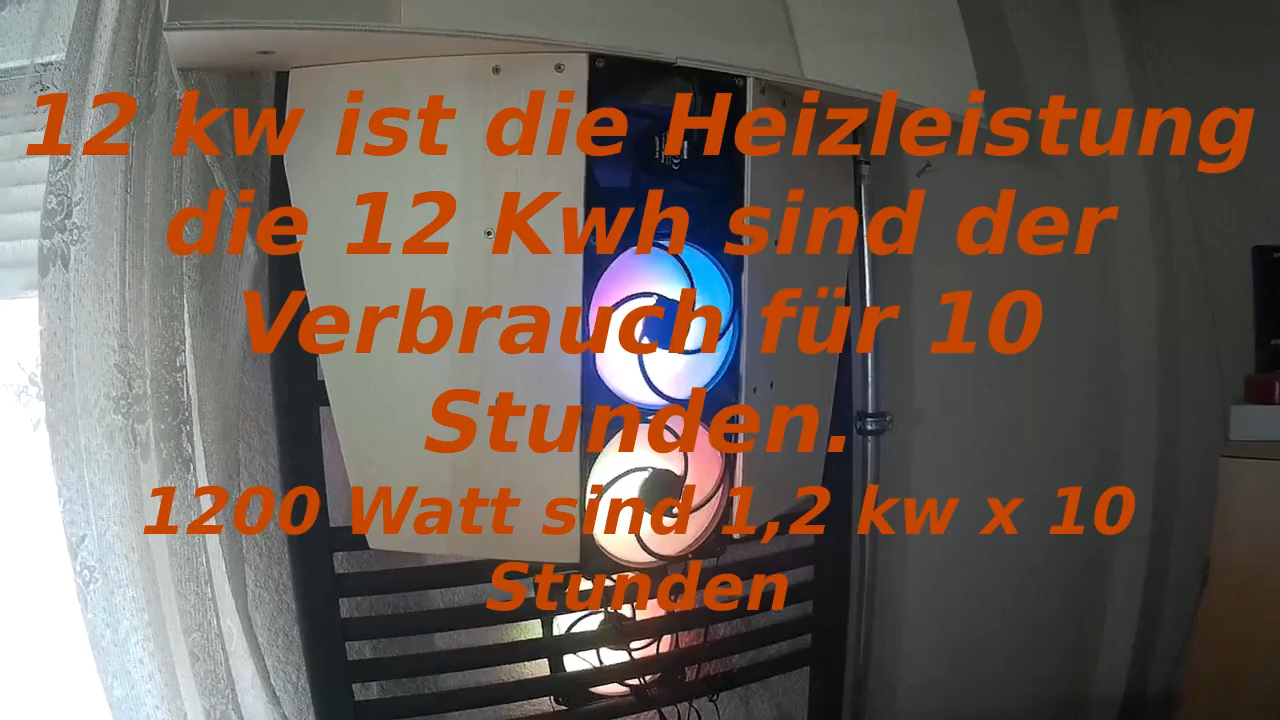 12 kw ist die Heizleistung
die 12 Kwh sind der
Verbrauch für 10
Stunden.
1200 Watt sind 1,2 kw x 10
Stunden